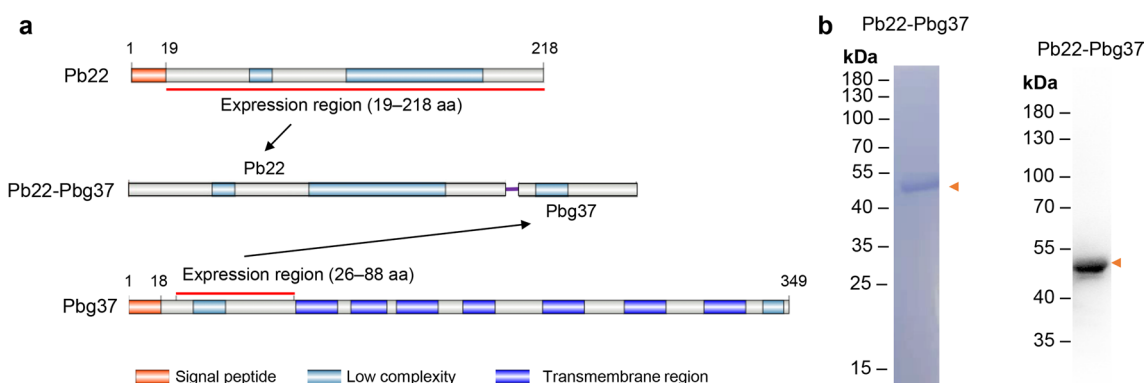 a
1 19 218
Pb22
Expression region (19–218 aa)
Pb22
Pb22-Pbg37
Pbg37
Expression region (26–88 aa)
1 18 349
Pbg37
Signal peptide Low complexity Transmembrane region
b
Pb22-Pbg37
kDa
180
130
100
70
55
40
35
25
15
Pb22-Pbg37
kDa
180
130
100
70
55
40
35